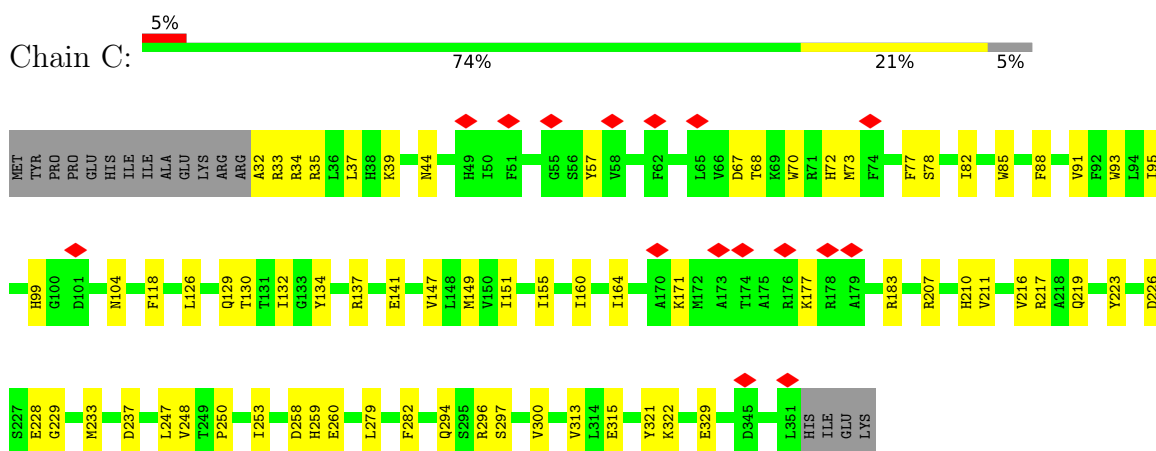 5%
Chain C:
74% 21% 5%
MET TYR PRO PRO GLU HIS ILE ILE ALA GLU LYS ARG ARG A32 R33 R34 R35 L36 L37 H38 K39 N44 H49 I50 F51 G55 S56 Y57 V58 F62 L65 V66 D67 T68 K69 W70 R71 H72 M73 F74 F77 S78 I82 W85 F88 V91 F92 W93 L94 I95
H99 G100 D101 N104 F118 L126 Q129 T130 T131 I132 G133 Y134 R137 E141 V147 L148 M149 V150 I151 I155 I160 I164 A170 K171 M172 A173 T174 A175 R176 K177 R178 A179 R183 R207 H210 V211 V216 R217 A218 Q219 Y223 D226
S227 E228 G229 M233 D237 L247 V248 T249 P250 I253 D258 H259 E260 L279 F282 Q294 S295 R296 S297 V300 V313 L314 E315 Y321 K322 E329 D345 L351 HIS ILE GLU LYS